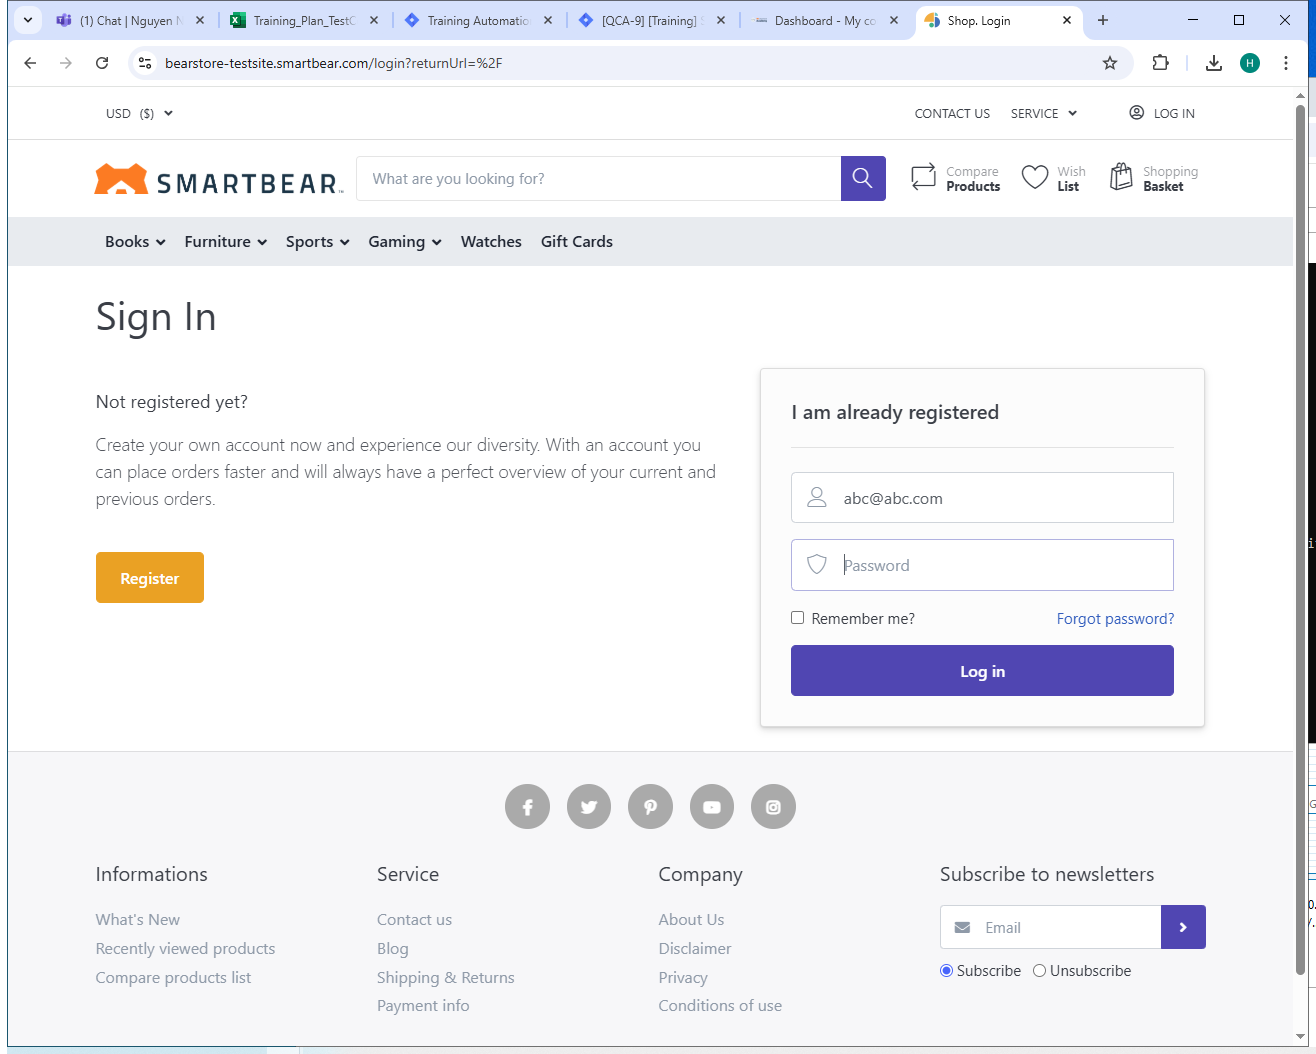 (1) Chat | Nguyen N
Training_Plan_TestC
Training Automatio
[QCA-9] [Training] S
Dashboard - My co
Shop. Login
bearstore-testsite.smartbear.com/login?returnUrl=%2F
H
USD ($)
CONTACT US SERVICE LOG IN
SMARTBEAR
What are you looking for?
Compare
Products
Wish
List
Shopping
Basket
Books Furniture Sports Gaming Watches Gift Cards
Sign In
Not registered yet?
Create your own account now and experience our diversity. With an account you
can place orders faster and will always have a perfect overview of your current and
previous orders.
Register
I am already registered
abc@abc.com
Password
Remember me? Forgot password?
Log in
Informations
What's New
Recently viewed products
Compare products list
Service
Contact us
Blog
Shipping & Returns
Payment info
Company
About Us
Disclaimer
Privacy
Conditions of use
Subscribe to newsletters
Email
Subscribe Unsubscribe